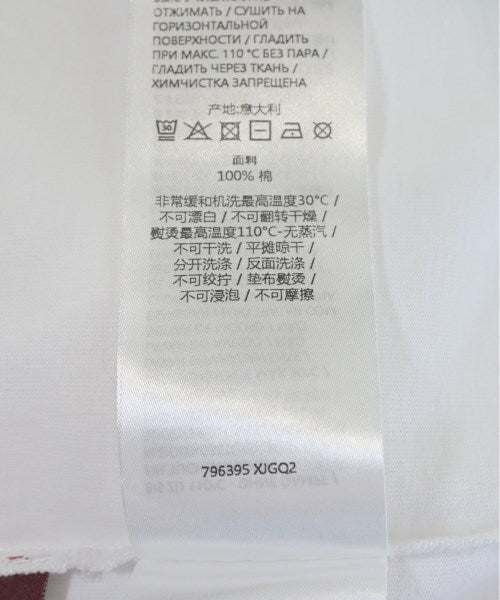 ОТЖИМАТЬ / СУШИТЬ НА
ГОРИЗОНТАЛЬНОЙ
ПОВЕРХНОСТИ / ГЛАДИТЬ
ПРИ МАКС. 110 °C БЕЗ ПАРА /
ГЛАДИТЬ ЧЕРЕЗ ТКАНЬ /
ХИМЧИСТКА ЗАПРЕЩЕНА
产地:意大利
30
面料
100% 棉
非常缓和机洗最高温度30°C /
不可漂白 / 不可翻转干燥 /
熨烫最高温度110°C-无蒸汽 /
不可干洗 / 平摊晾干 /
分开洗涤 / 反面洗涤 /
不可绞拧 / 垫布熨烫 /
不可浸泡 / 不可摩擦
796395 XJGQ2